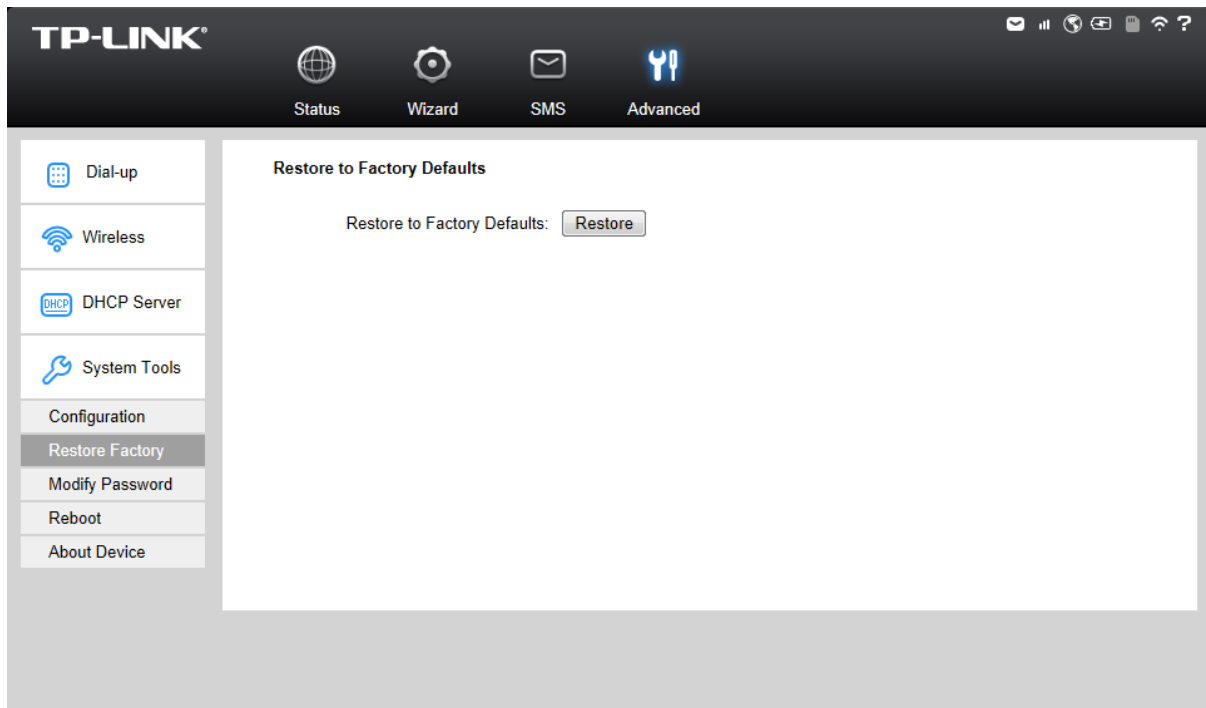 TP-LINK®
Status Wizard SMS Advanced
Dial-up
Wireless
DHCP DHCP Server
System Tools
Configuration
Restore Factory
Modify Password
Reboot
About Device
Restore to Factory Defaults
Restore to Factory Defaults: Restore